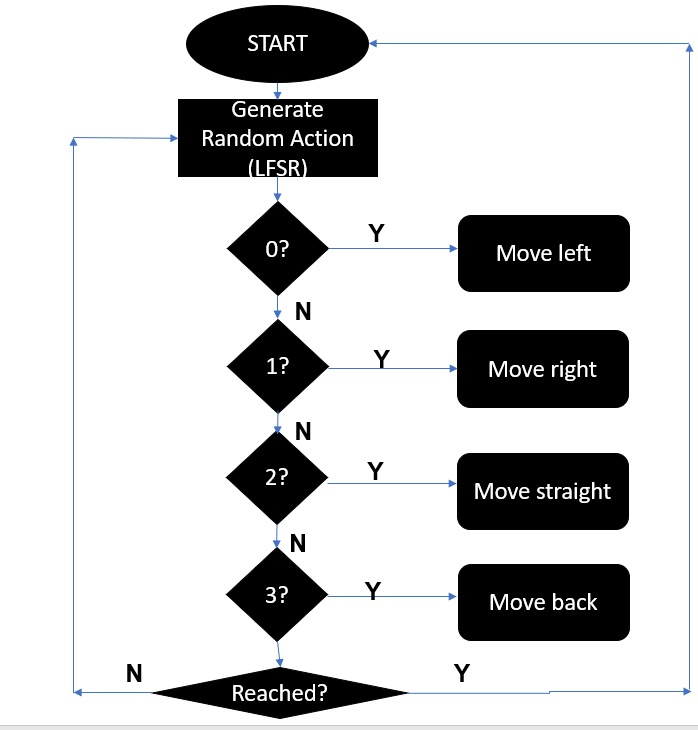 START
Generate
Random Action
(LFSR)
0?
Y
Move left
N
1?
Y
Move right
N
2?
Y
Move straight
N
3?
Y
Move back
N
Reached?
Y